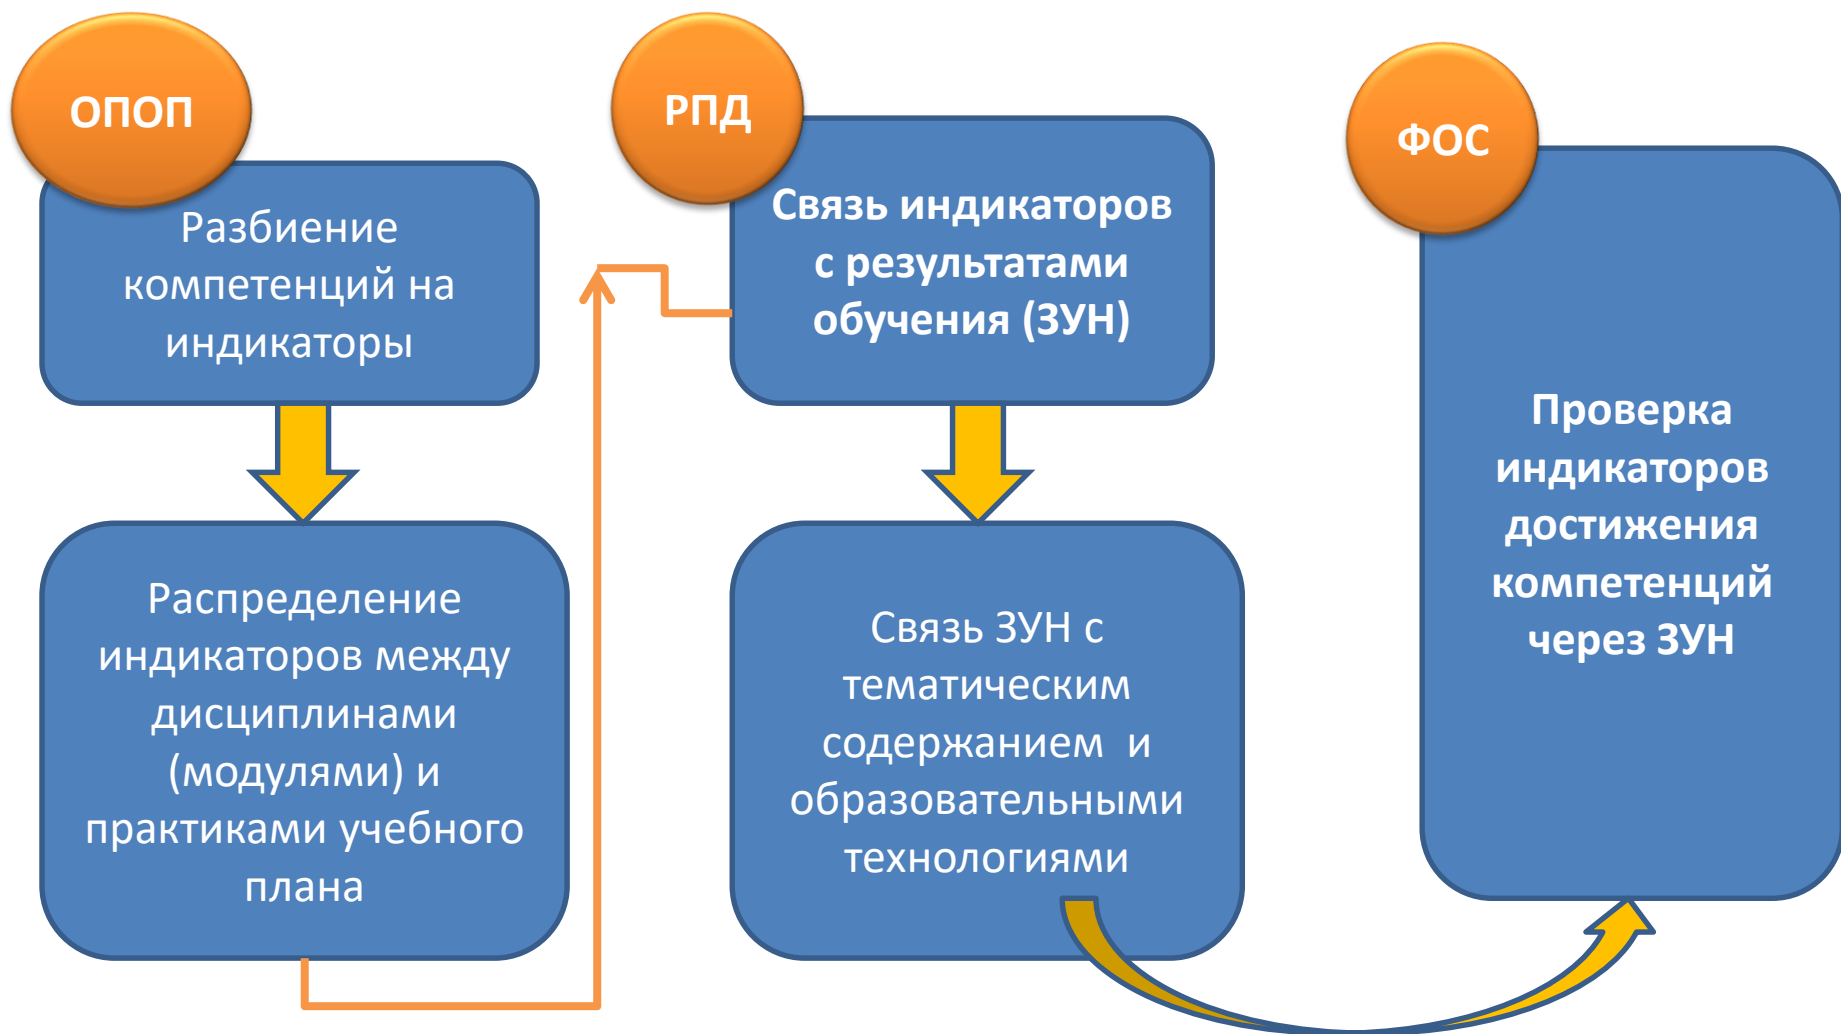 ОПОП
Разбиение
компетенций на
индикаторы
Распределение
индикаторов между
дисциплинами
(модулями) и
практиками учебного
плана
РПД
Связь индикаторов
с результатами
обучения (ЗУН)
Связь ЗУН с
тематическим
содержанием и
образовательными
технологиями
ФОС
Проверка
индикаторов
достижения
компетенций
через ЗУН